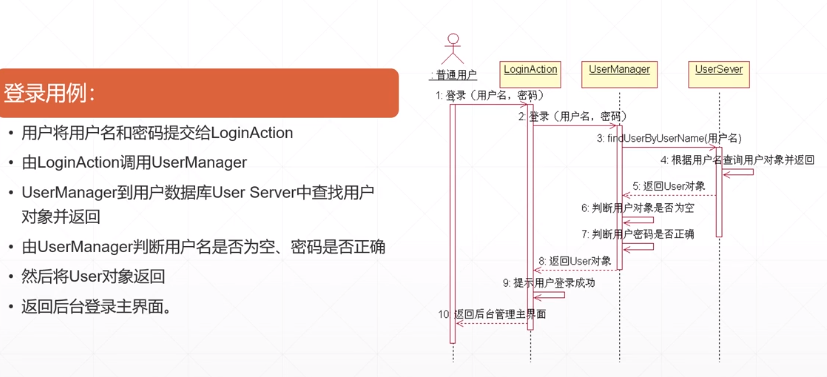 登录用例：
• 用户将用户名和密码提交给LoginAction
• 由LoginAction调用UserManager
• UserManager到用户数据库User Server中查找用户
对象并返回
• 由UserManager判断用户名是否为空、密码是否正确
• 然后将User对象返回
• 返回后台登录主界面。
: 普通用户
LoginAction
UserManager
UserSever
1: 登录（用户名，密码）
2: 登录（用户名，密码）
3: findUserByUserName(用户名)
4: 根据用户名查询用户对象并返回
5: 返回User对象
6: 判断用户对象是否为空
7: 判断用户密码是否正确
8: 返回User对象
9: 提示用户登录成功
10: 返回后台管理主界面